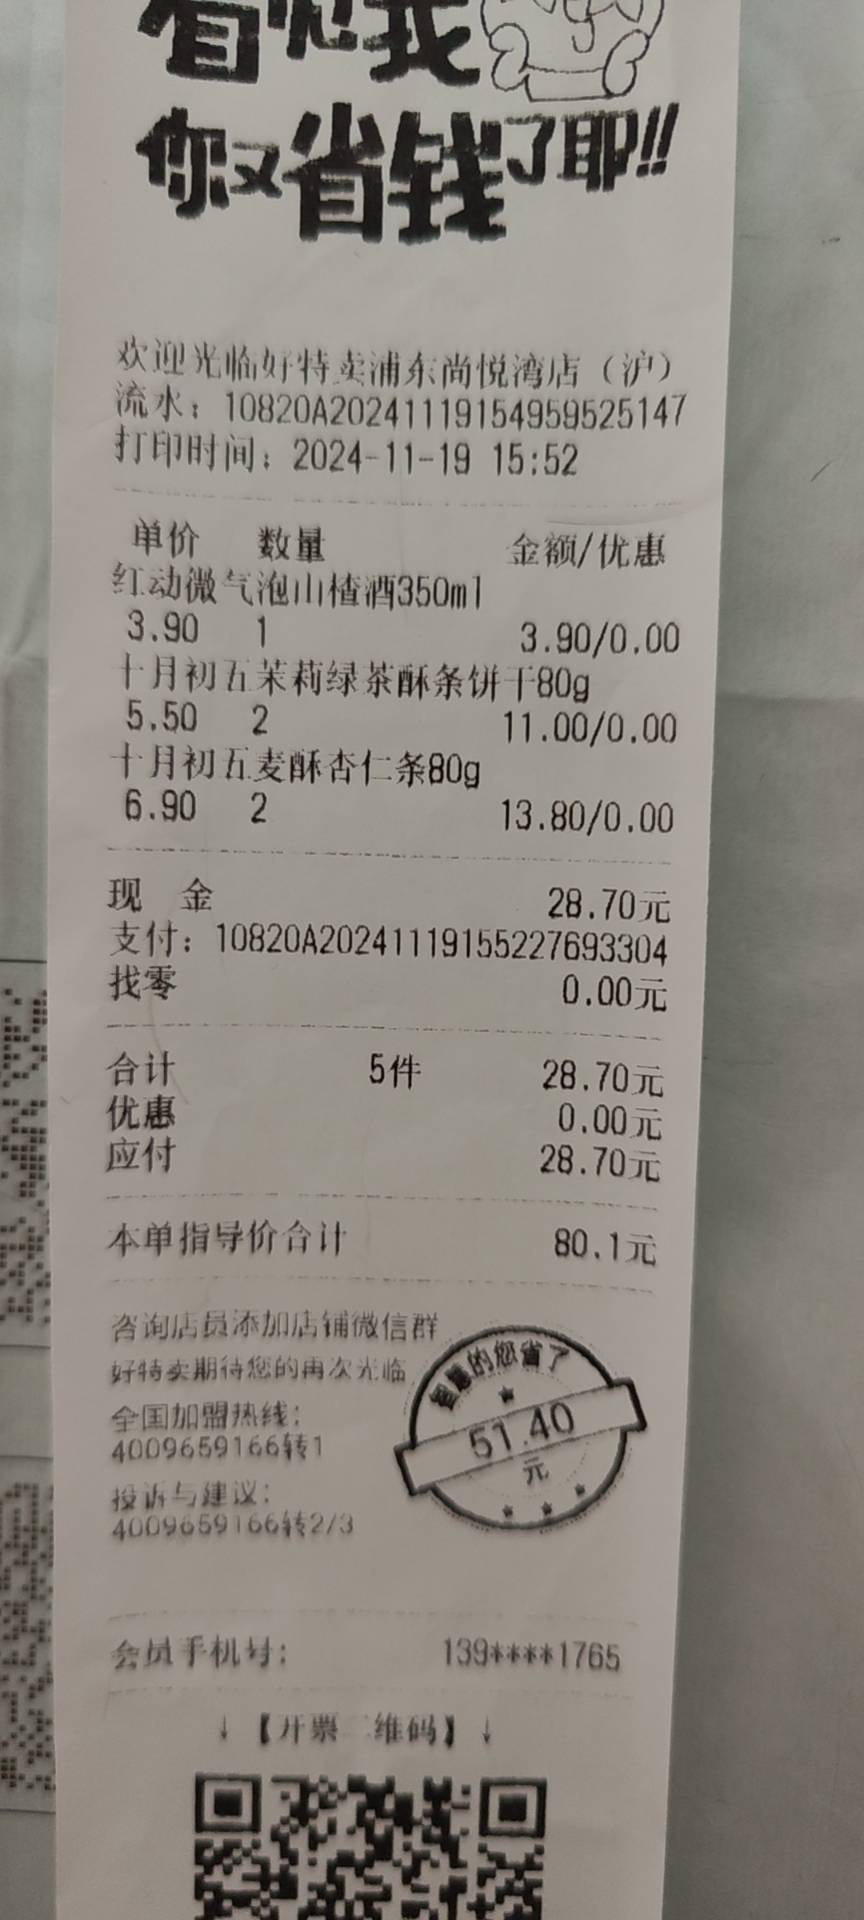 你又省钱了耶!!
欢迎光临好特卖浦东尚悦湾店（沪）
流水：10820A20241119154959525147
打印时间：2024-11-19 15:52
单价 数量 金额/优惠
红动微气泡山楂酒350ml
3.90 1 3.90/0.00
十月初五茉莉绿茶酥条饼干80g
5.50 2 11.00/0.00
十月初五麦酥杏仁条80g
6.90 2 13.80/0.00
现 金 28.70元
支付：10820A20241119155227693304
找零 0.00元
合计 5件 28.70元
优惠 0.00元
应付 28.70元
本单指导价合计 80.1元
咨询店员添加店铺微信群
好特卖期待您的再次光临
全国加盟热线：
4009659166转1
投诉与建议：
4009659166转2/3
智慧的您省了
51.40
元
会员手机号： 139****1765
↓【开票二维码】↓